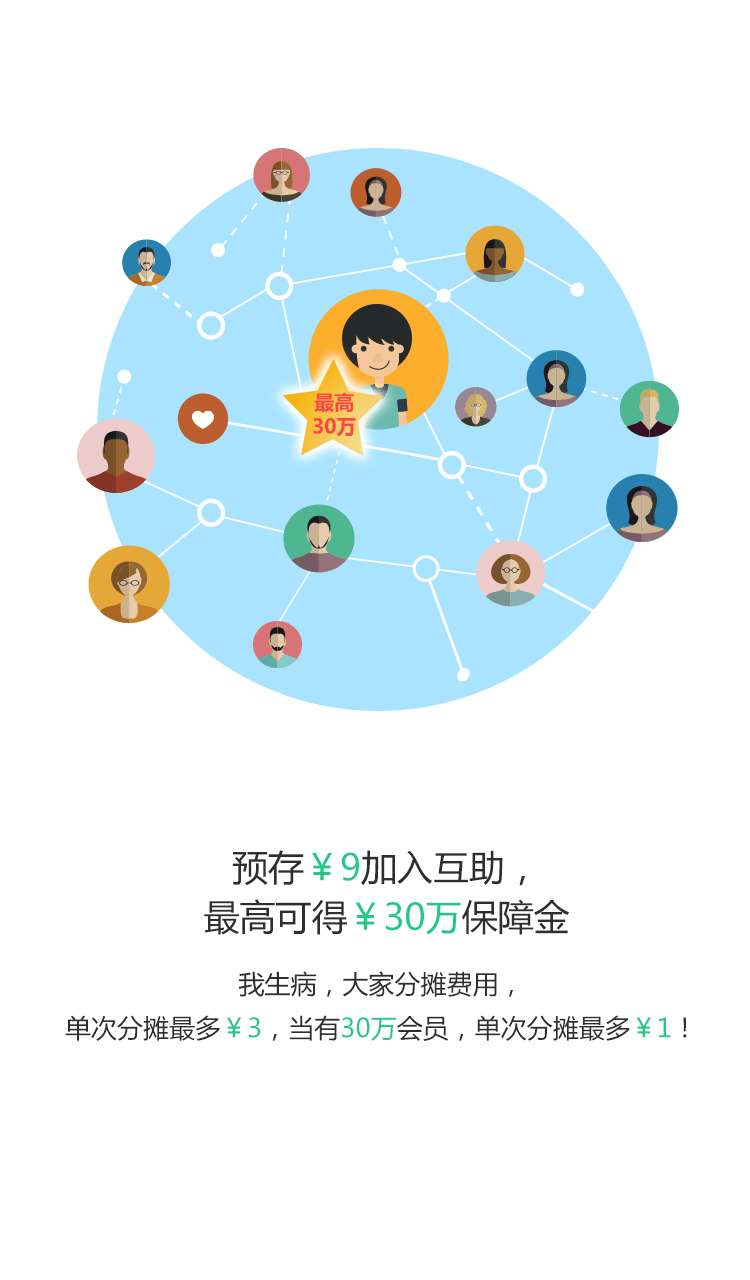 最高
30万
预存￥9加入互助，
最高可得￥30万保障金
我生病，大家分摊费用，
单次分摊最多￥3，当有30万会员，单次分摊最多￥1！